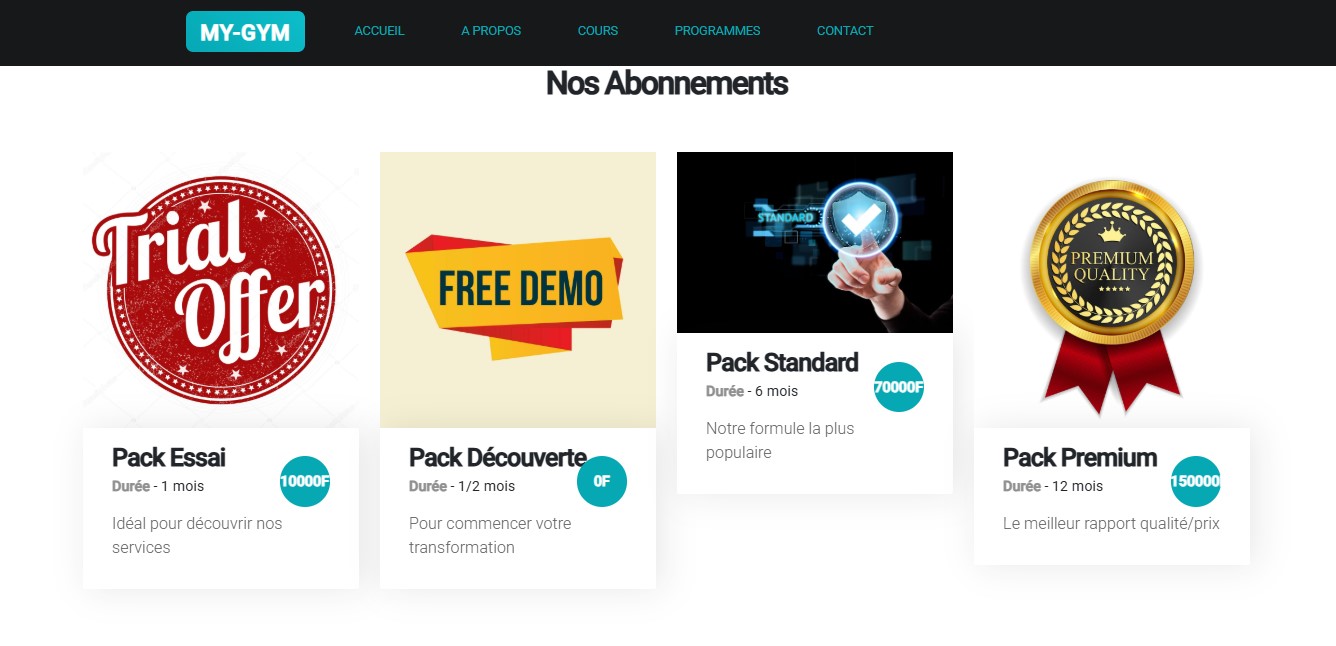 MY-GYM
ACCUEIL
A PROPOS
COURS
PROGRAMMES
CONTACT
Nos Abonnements
Trial
Offer
Pack Essai
Durée - 1 mois
10000F
Idéal pour découvrir nos
services
FREE DEMO
Pack Découverte
Durée - 1/2 mois
0F
Pour commencer votre
transformation
STANDARD
Pack Standard
Durée - 6 mois
70000F
Notre formule la plus
populaire
PREMIUM
QUALITY
Pack Premium
Durée - 12 mois
150000
Le meilleur rapport qualité/prix